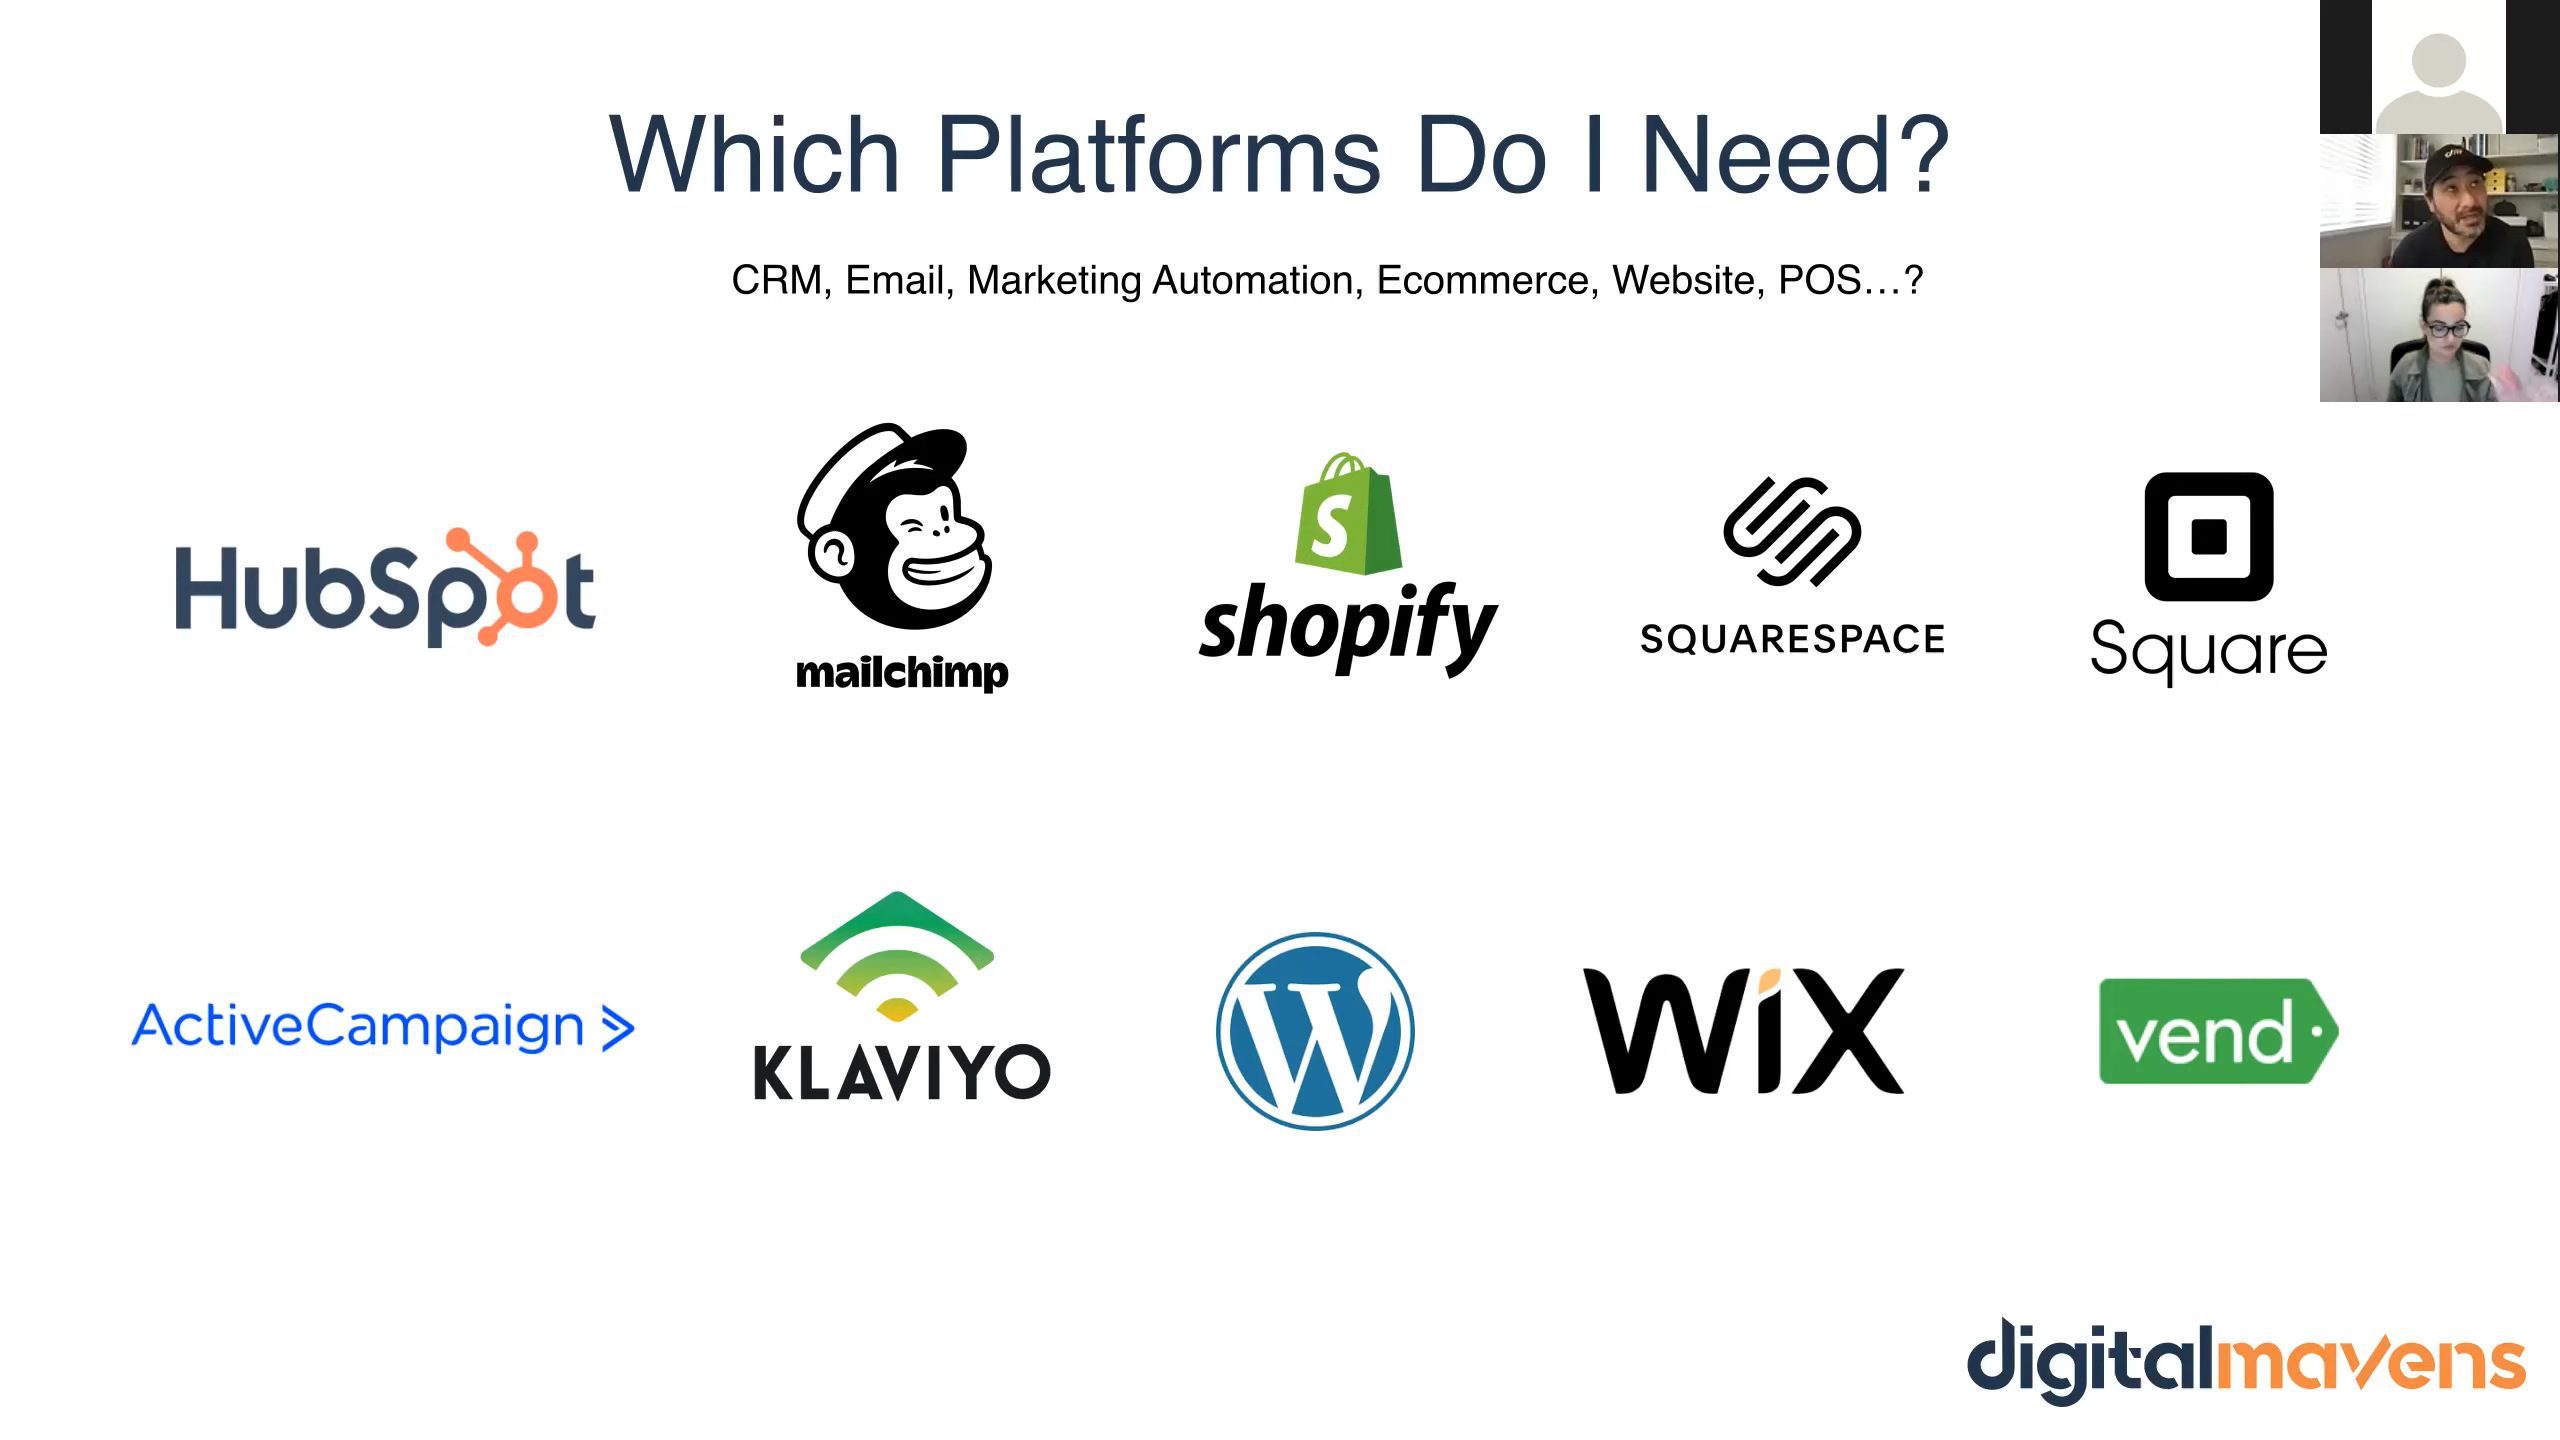 Which Platforms Do I Need?
CRM, Email, Marketing Automation, Ecommerce, Website, POS…?
HubSpot
mailchimp
shopify
SQUARESPACE
Square
ActiveCampaign
KLAVIYO
WiX
vend
digitalmavens